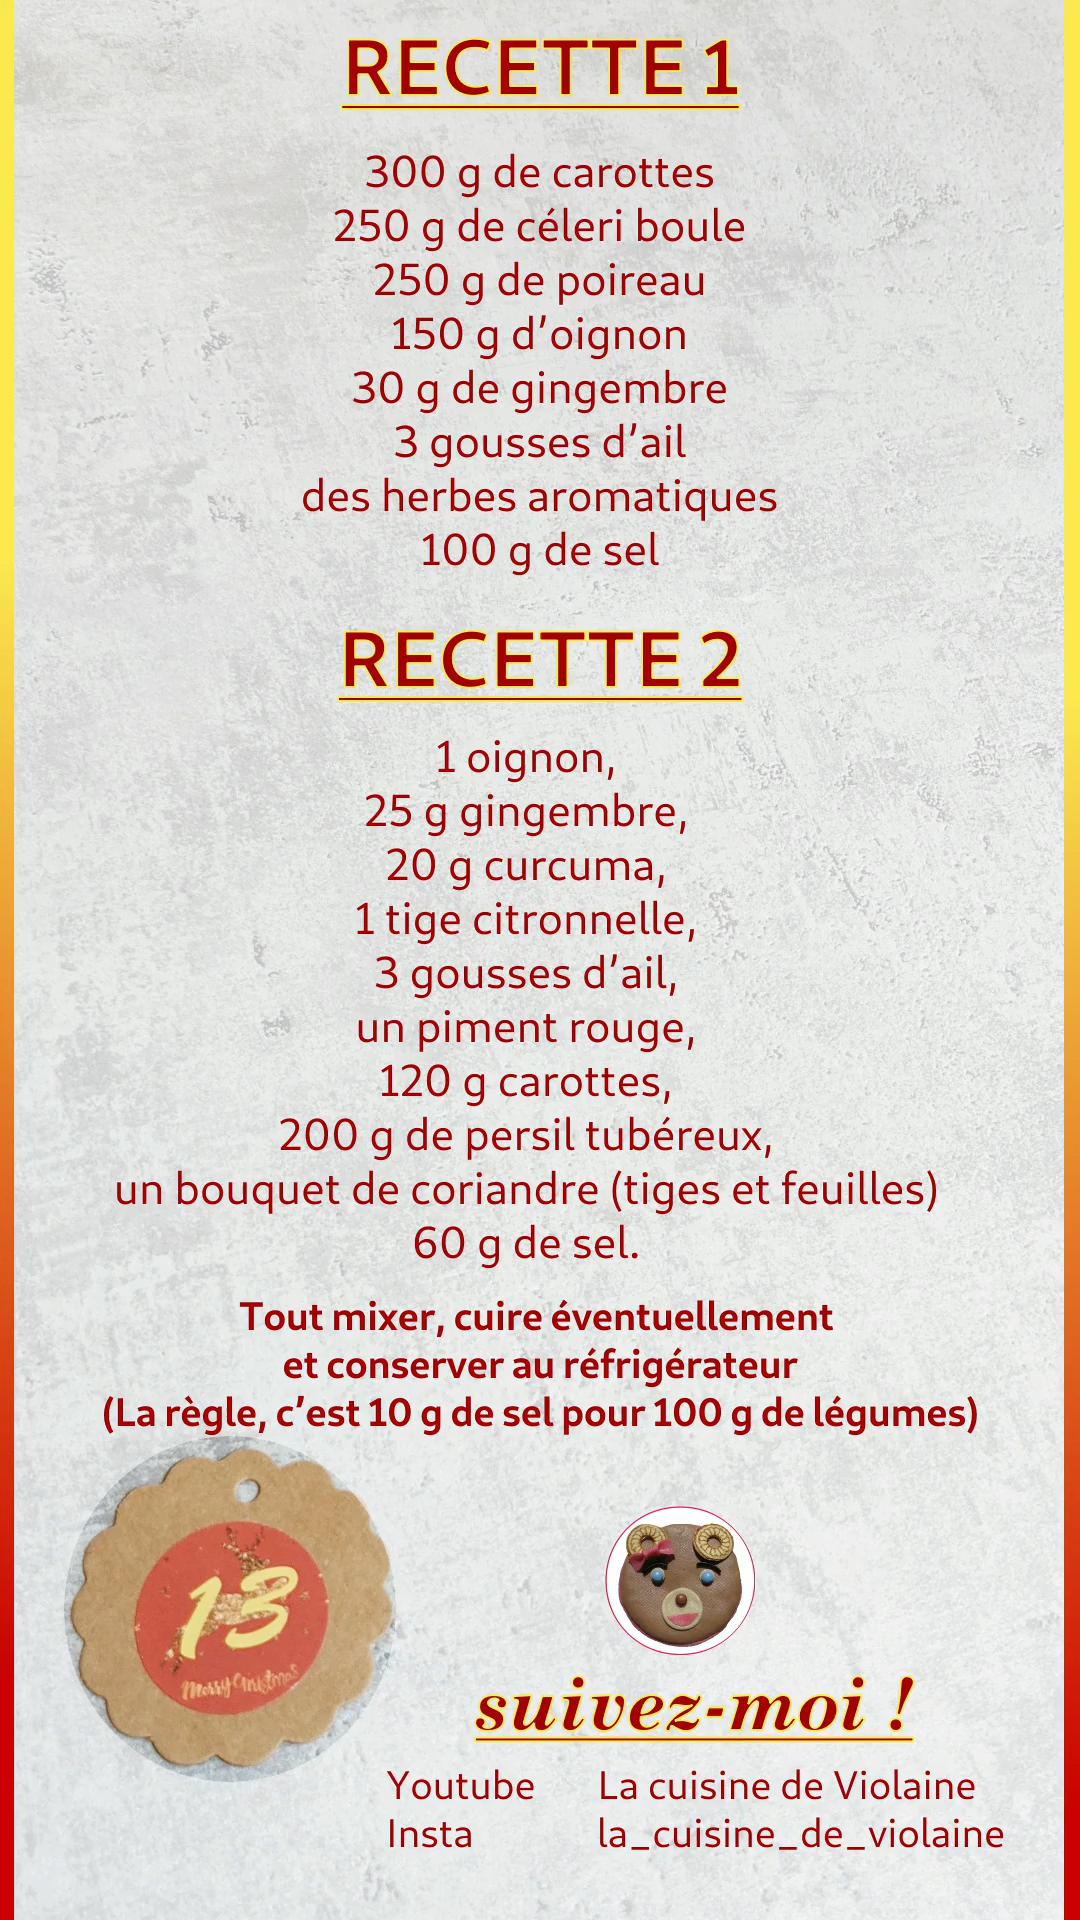 RECETTE 1
300 g de carottes
250 g de céleri boule
250 g de poireau
150 g d’oignon
30 g de gingembre
3 gousses d’ail
des herbes aromatiques
100 g de sel
RECETTE 2
1 oignon,
25 g gingembre,
20 g curcuma,
1 tige citronnelle,
3 gousses d’ail,
un piment rouge,
120 g carottes,
200 g de persil tubéreux,
un bouquet de coriandre (tiges et feuilles)
60 g de sel.
Tout mixer, cuire éventuellement
et conserver au réfrigérateur
(La règle, c’est 10 g de sel pour 100 g de légumes)
13
Merry Christmas
suivez-moi !
Youtube La cuisine de Violaine
Insta la_cuisine_de_violaine